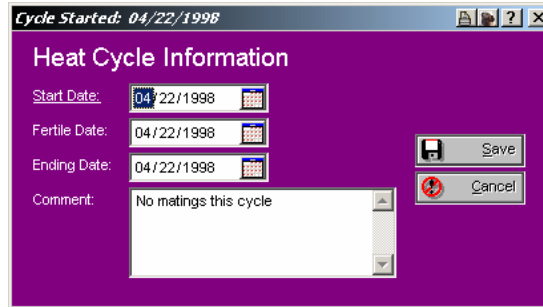 Cycle Started: 04/22/1998
Heat Cycle Information
Start Date: 04/22/1998
Fertile Date: 04/22/1998
Ending Date: 04/22/1998
Comment: No matings this cycle
Save
Cancel